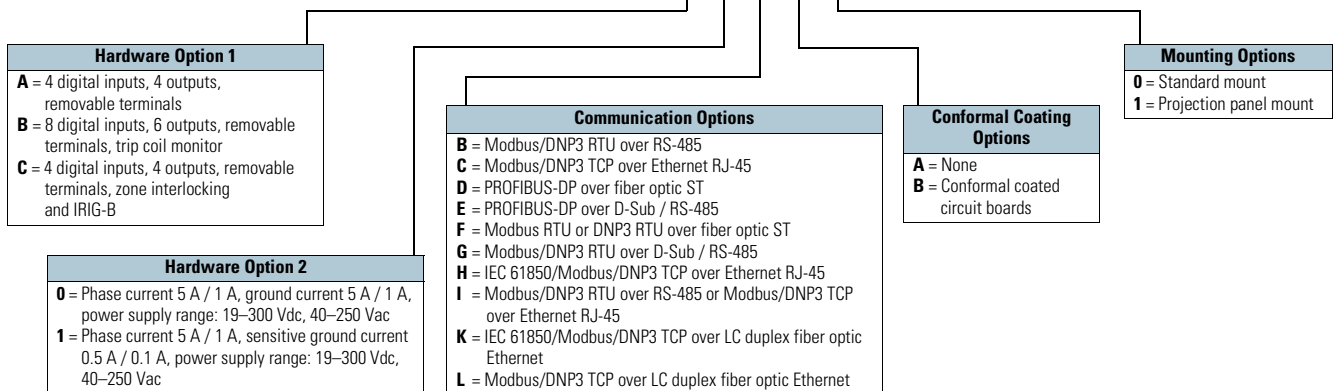 Hardware Option 1
A = 4 digital inputs, 4 outputs,
removable terminals
B = 8 digital inputs, 6 outputs, removable
terminals, trip coil monitor
C = 4 digital inputs, 4 outputs, removable
terminals, zone interlocking
and IRIG-B
Hardware Option 2
0 = Phase current 5 A / 1 A, ground current 5 A / 1 A,
power supply range: 19–300 Vdc, 40–250 Vac
1 = Phase current 5 A / 1 A, sensitive ground current
0.5 A / 0.1 A, power supply range: 19–300 Vdc,
40–250 Vac
Communication Options
B = Modbus/DNP3 RTU over RS-485
C = Modbus/DNP3 TCP over Ethernet RJ-45
D = PROFIBUS-DP over fiber optic ST
E = PROFIBUS-DP over D-Sub / RS-485
F = Modbus RTU or DNP3 RTU over fiber optic ST
G = Modbus/DNP3 RTU over D-Sub / RS-485
H = IEC 61850/Modbus/DNP3 TCP over Ethernet RJ-45
I = Modbus/DNP3 RTU over RS-485 or Modbus/DNP3 TCP
over Ethernet RJ-45
K = IEC 61850/Modbus/DNP3 TCP over LC duplex fiber optic
Ethernet
L = Modbus/DNP3 TCP over LC duplex fiber optic Ethernet
Conformal Coating
Options
A = None
B = Conformal coated
circuit boards
Mounting Options
0 = Standard mount
1 = Projection panel mount